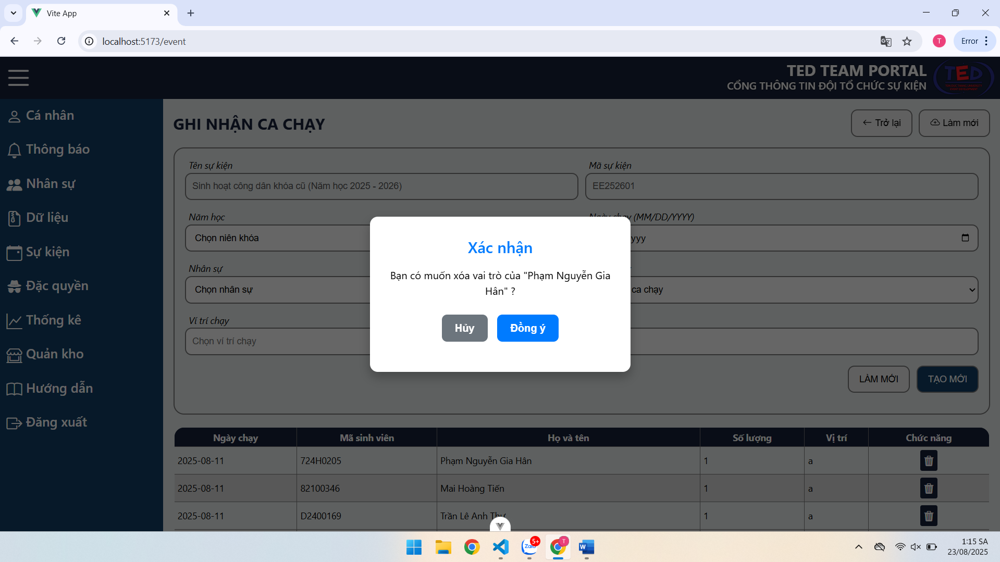 Vite App
localhost:5173/event
T
Error
TED TEAM PORTAL
CỔNG THÔNG TIN ĐỘI TỔ CHỨC SỰ KIỆN
TED
Cá nhân
Thông báo
Nhân sự
Dữ liệu
Sự kiện
Đặc quyền
Thống kê
Quản kho
Hướng dẫn
Đăng xuất
GHI NHẬN CA CHẠY
Trở lại
Làm mới
Tên sự kiện
Mã sự kiện
Sinh hoạt công dân khóa cũ (Năm học 2025 - 2026)
EE252601
Năm học
Ngày chạy (MM/DD/YYYY)
Chọn niên khóa
yyy
Nhân sự
Chọn nhân sự
ca chạy
Ví trí chạy
Chọn ví trí chạy
Xác nhận
Bạn có muốn xóa vai trò của "Phạm Nguyễn Gia
Hân" ?
Hủy
Đồng ý
LÀM MỚI
TẠO MỚI
Ngày chạy Mã sinh viên Họ và tên Số lượng Vị trí Chức năng
2025-08-11 724H0205 Phạm Nguyễn Gia Hân 1 a
2025-08-11 82100346 Mai Hoàng Tiến 1 a
2025-08-11 D2400169 Trần Lê Anh Thư 1 a
Zalo
5+
T
W
1:15 SA
23/08/2025